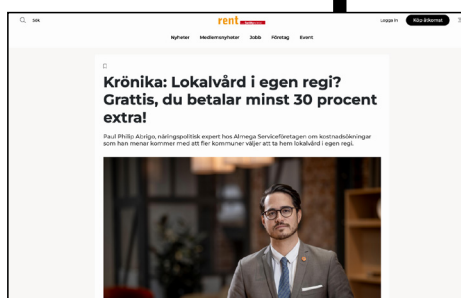 Sök
rent
Logga in
Köp åtkomst
Nyheter Medlemsnyheter Jobb Företag Event
Krönika: Lokalvård i egen regi?
Grattis, du betalar minst 30 procent
extra!
Paul Philip Abrigo, näringspolitisk expert hos Almega Serviceföretagen om kostnadsökningar
som han menar kommer med att fler kommuner väljer att ta hem lokalvård i egen regi.